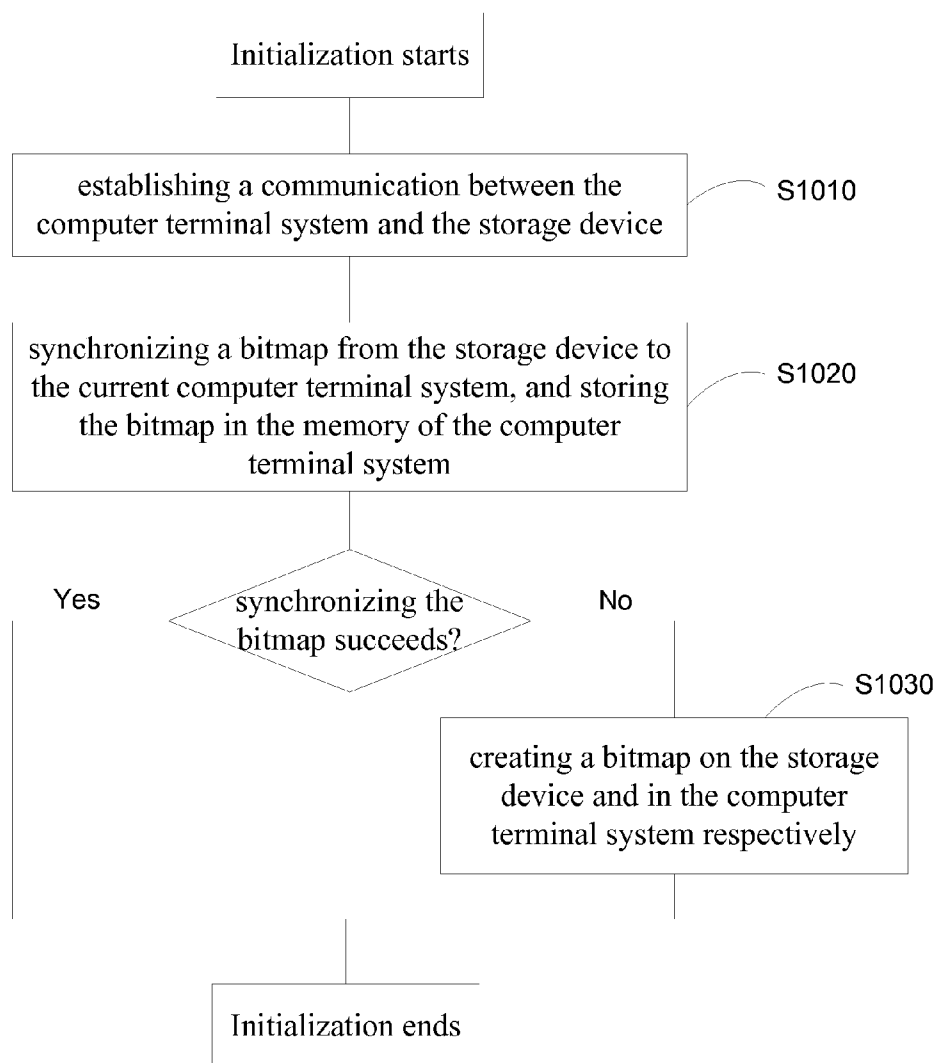 Initialization starts
establishing a communication between the
computer terminal system and the storage device
S1010
synchronizing a bitmap from the storage device to
the current computer terminal system, and storing
the bitmap in the memory of the computer
terminal system
S1020
Yes
synchronizing the
bitmap succeeds?
No
S1030
creating a bitmap on the storage
device and in the computer
terminal system respectively
Initialization ends